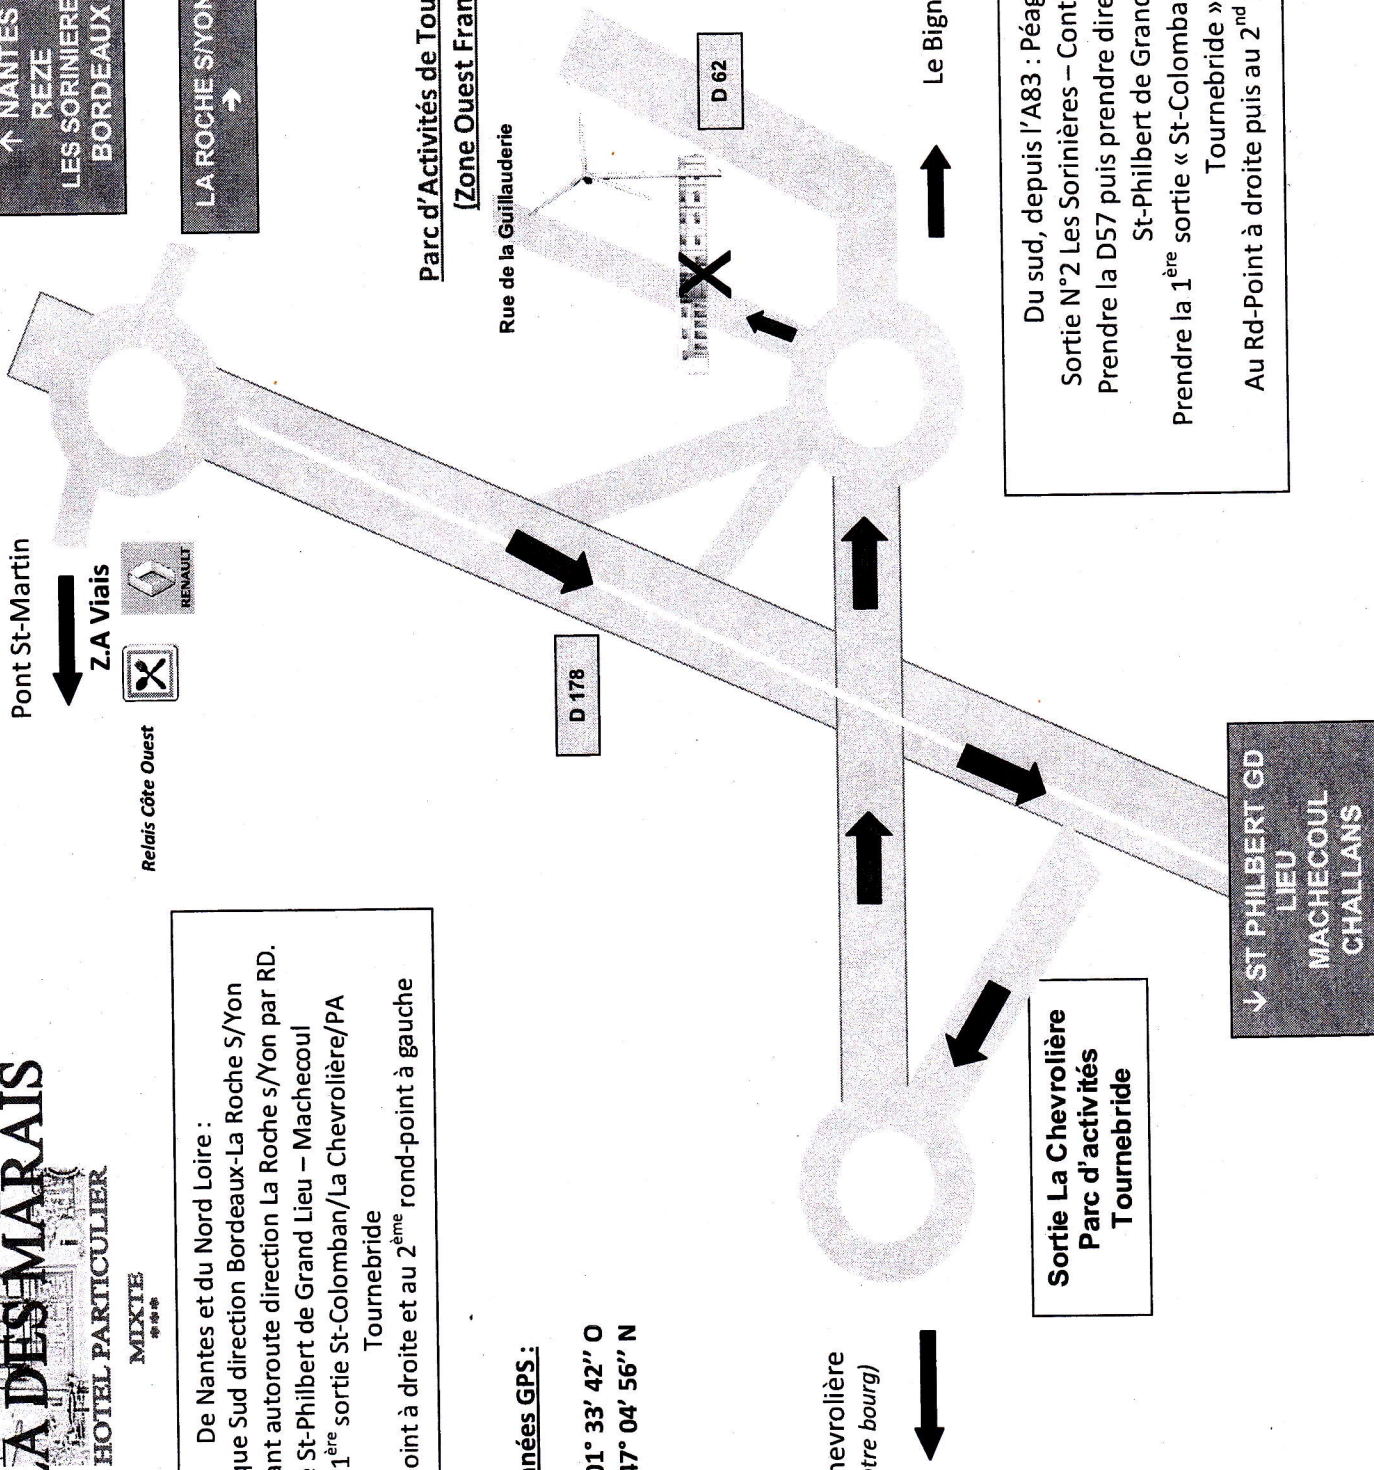 A DES MARAIS
HOTEL PARTICULIER
MIXTE
***
De Nantes et du Nord Loire :
que Sud direction Bordeaux-La Roche S/Yon
ant autoroute direction La Roche s/Yon par RD.
St-Philbert de Grand Lieu – Machecoul
1ère sortie St-Colomban/La Chevrolière/PA
Tournebride
oint à droite et au 2ème rond-point à gauche
nées GPS :
01° 33’ 42’’ O
47° 04’ 56’’ N
hevrolière
tre bourg)
Pont St-Martin
Z.A Viais
RENAULT
Relais Côte Ouest
D 178
Sortie La Chevrolière
Parc d’activités
Tournebride
↓ ST PHILBERT GD
LIEU
MACHECOUL
CHALLANS
↑ NANTES
REZE
LES SORINIERE
BORDEAUX
LA ROCHE S/YON
→
Parc d’Activités de Tou
(Zone Ouest Fran
Rue de la Guillauderie
D 62
X
Le Bign
Du sud, depuis l’A83 : Péag
Sortie N°2 Les Sorinières – Cont
Prendre la D57 puis prendre dire
St-Philbert de Grand
Prendre la 1ère sortie « St-Colomba
Tournebride »
Au Rd-Point à droite puis au 2nd